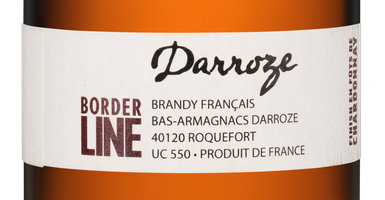 Darroze
BORDER
LINE
BRANDY FRANÇAIS
BAS-ARMAGNACS DARROZE
40120 ROQUEFORT
UC 550 • PRODUIT DE FRANCE
FINISH EN FÛTS DE
CHARDONNAY